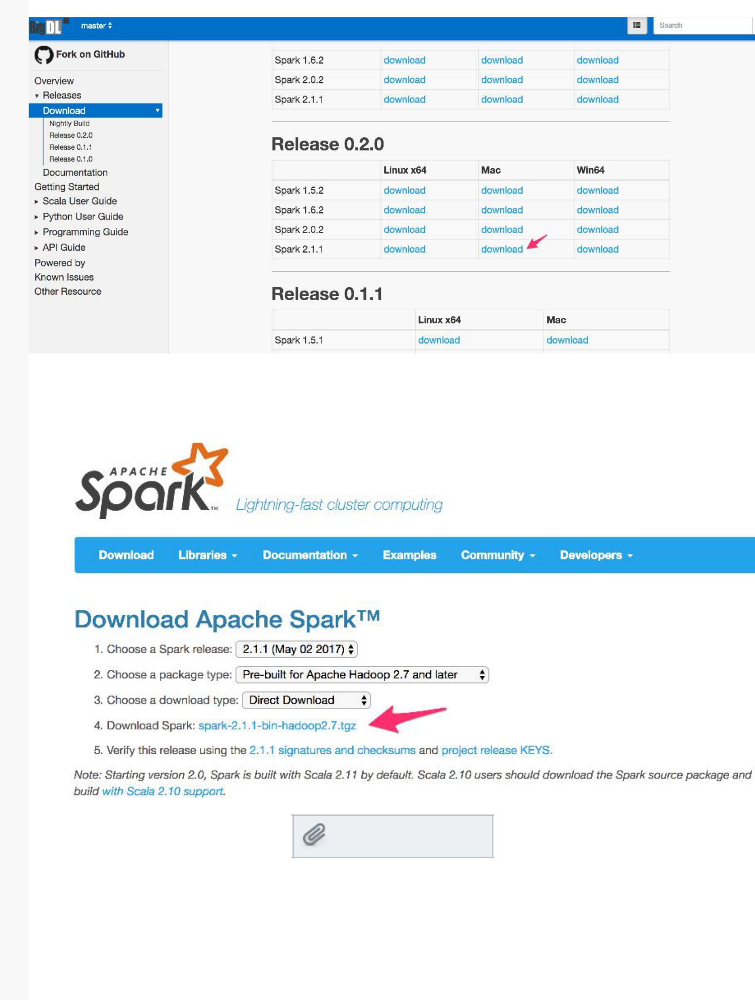 BigDL master Search
Fork on GitHub
Overview
Releases
Download
Nightly Build
Release 0.2.0
Release 0.1.1
Release 0.1.0
Documentation
Getting Started
Scala User Guide
Python User Guide
Programming Guide
API Guide
Powered by
Known Issues
Other Resource
Spark 1.6.2 download download download
Spark 2.0.2 download download download
Spark 2.1.1 download download download
Release 0.2.0
Linux x64 Mac Win64
Spark 1.5.2 download download download
Spark 1.6.2 download download download
Spark 2.0.2 download download download
Spark 2.1.1 download download download
Release 0.1.1
Linux x64 Mac
Spark 1.5.1 download download
APACHE
Spark™ Lightning-fast cluster computing
Download Libraries Documentation Examples Community Developers
Download Apache Spark™
1. Choose a Spark release: 2.1.1 (May 02 2017)
2. Choose a package type: Pre-built for Apache Hadoop 2.7 and later
3. Choose a download type: Direct Download
4. Download Spark: spark-2.1.1-bin-hadoop2.7.tgz
5. Verify this release using the 2.1.1 signatures and checksums and project release KEYS.
Note: Starting version 2.0, Spark is built with Scala 2.11 by default. Scala 2.10 users should download the Spark source package and
build with Scala 2.10 support.